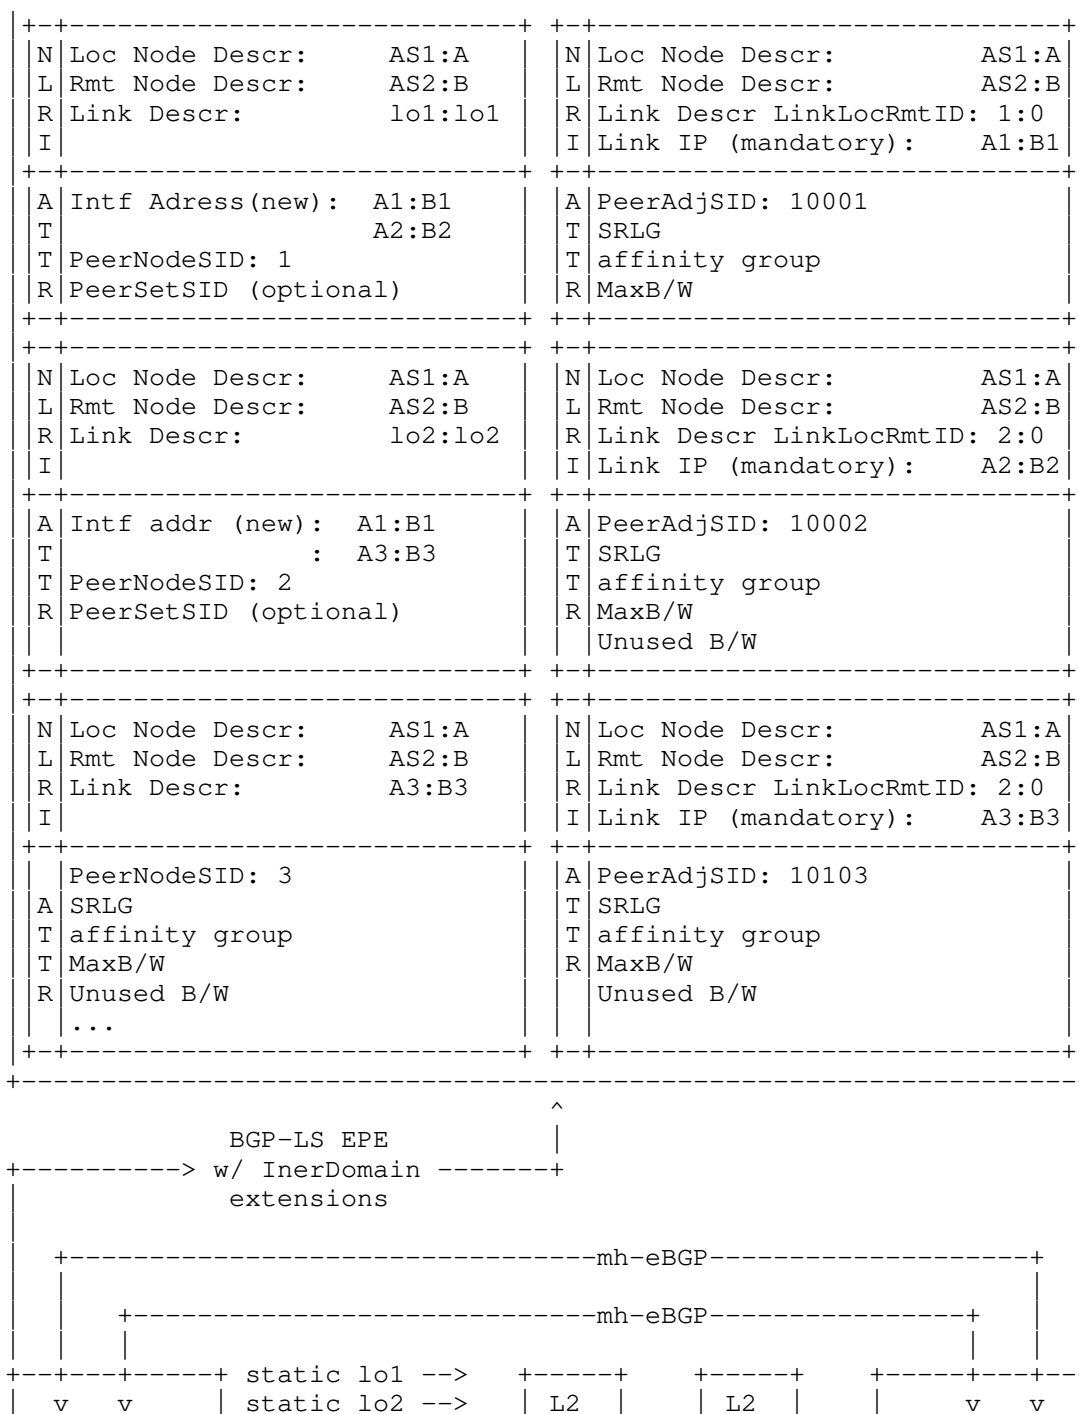 |+-+----------------------------+ +-+-----------------------------+
||N|Loc Node Descr:     AS1:A   | |N|Loc Node Descr:         AS1:A|
||L|Rmt Node Descr:     AS2:B   | |L|Rmt Node Descr:         AS2:B|
||R|Link Descr:         lo1:lo1 | |R|Link Descr LinkLocRmtID: 1:0 |
||I|                            | |I|Link IP (mandatory):    A1:B1|
|+-+----------------------------+ +-+-----------------------------+
||A|Intf Adress(new):  A1:B1    | |A|PeerAdjSID: 10001            |
||T|                   A2:B2    | |T|SRLG                         |
||T|PeerNodeSID: 1              | |T|affinity group               |
||R|PeerSetSID (optional)       | |R|MaxB/W                       |
|+-+----------------------------+ +-+-----------------------------+
|+-+----------------------------+ +-+-----------------------------+
||N|Loc Node Descr:     AS1:A   | |N|Loc Node Descr:         AS1:A|
||L|Rmt Node Descr:     AS2:B   | |L|Rmt Node Descr:         AS2:B|
||R|Link Descr:         lo2:lo2 | |R|Link Descr LinkLocRmtID: 2:0 |
||I|                            | |I|Link IP (mandatory):    A2:B2|
|+-+----------------------------+ +-+-----------------------------+
||A|Intf addr (new):  A1:B1     | |A|PeerAdjSID: 10002            |
||T|               :  A3:B3     | |T|SRLG                         |
||T|PeerNodeSID: 2              | |T|affinity group               |
||R|PeerSetSID (optional)       | |R|MaxB/W                       |
|| |                            | | |Unused B/W                   |
|+-+----------------------------+ +-+-----------------------------+
|+-+----------------------------+ +-+-----------------------------+
||N|Loc Node Descr:     AS1:A   | |N|Loc Node Descr:         AS1:A|
||L|Rmt Node Descr:     AS2:B   | |L|Rmt Node Descr:         AS2:B|
||R|Link Descr:         A3:B3   | |R|Link Descr LinkLocRmtID: 2:0 |
||I|                            | |I|Link IP (mandatory):    A3:B3|
|+-+----------------------------+ +-+-----------------------------+
|| |PeerNodeSID: 3              | |A|PeerAdjSID: 10103            |
||A|SRLG                        | |T|SRLG                         |
||T|affinity group              | |T|affinity group               |
||T|MaxB/W                      | |R|MaxB/W                       |
||R|Unused B/W                  | | |Unused B/W                   |
|| |...                         | | |                             |
|+-+----------------------------+ +-+-----------------------------+
+------------------------------------------------------------------
                                  ^
              BGP-LS EPE          |
+----------> w/ InerDomain -------+
|             extensions
|
|  +---------------------------------mh-eBGP--------------------+
|  |                                                            |
|  |   +-----------------------------mh-eBGP----------------+   |
|  |   |                                                    |   |
+--+---+-----+ static lo1 -->   +-----+    +-----+    +-----+---+--
|  v   v     | static lo2 -->   | L2  |    | L2  |    |     v   v